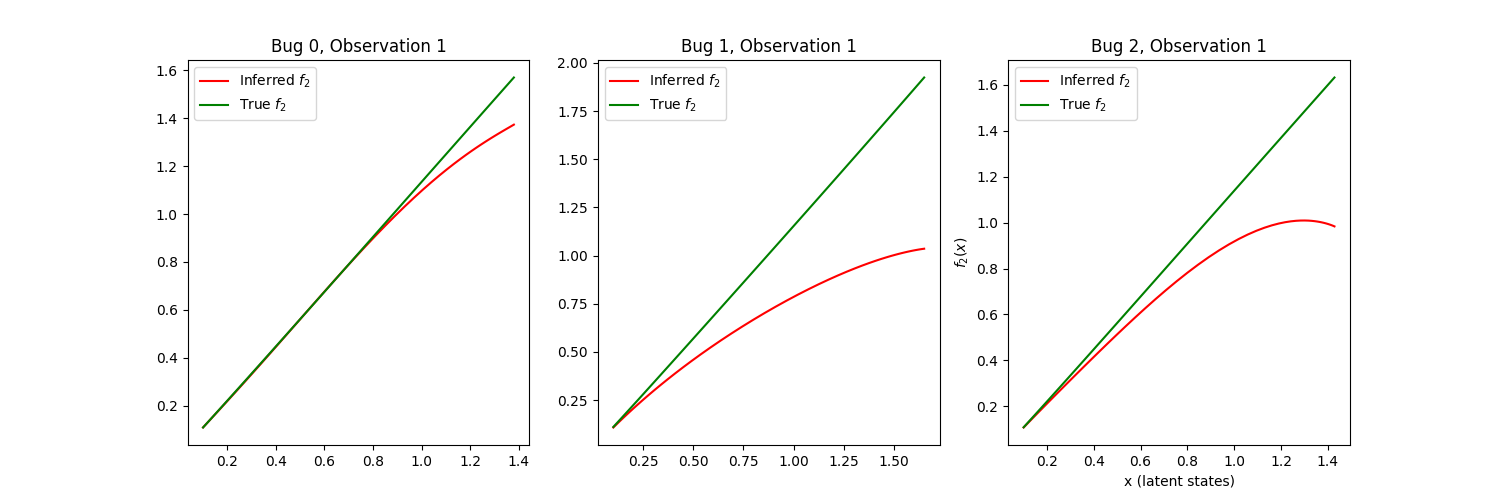 Bug 0, Observation 1
Inferred f₂
True f₂
1.6
1.4
1.2
1.0
0.8
0.6
0.4
0.2
0.2 0.4 0.6 0.8 1.0 1.2 1.4
Bug 1, Observation 1
Inferred f₂
True f₂
2.00
1.75
1.50
1.25
1.00
0.75
0.50
0.25
0.25 0.50 0.75 1.00 1.25 1.50
Bug 2, Observation 1
Inferred f₂
True f₂
f₂(x)
1.6
1.4
1.2
1.0
0.8
0.6
0.4
0.2
0.2 0.4 0.6 0.8 1.0 1.2 1.4
x (latent states)